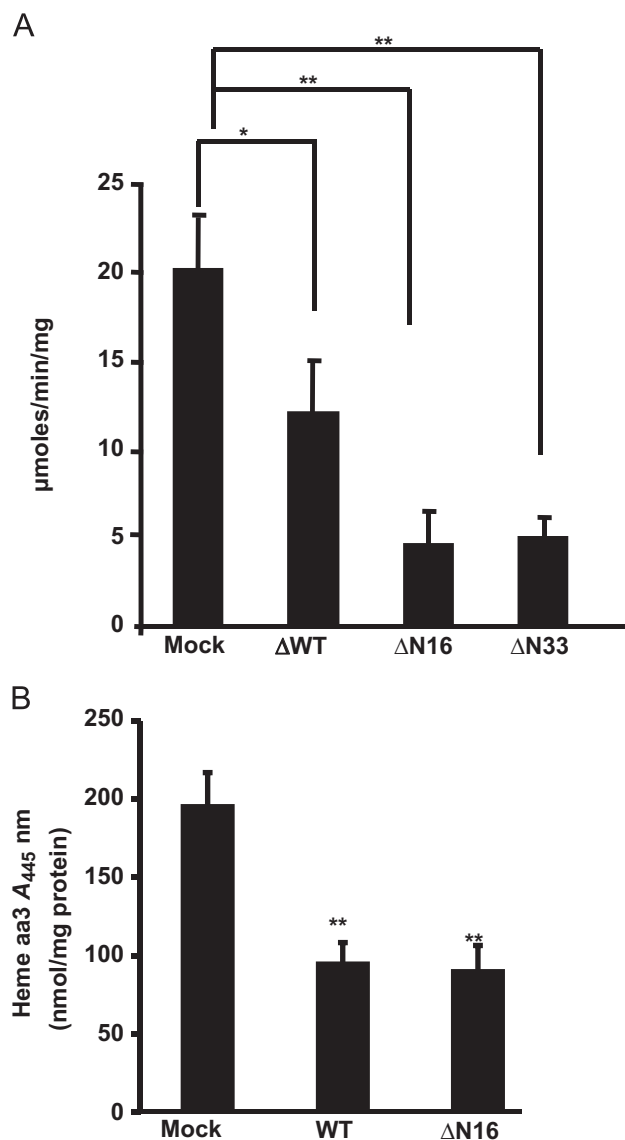 A
**
**
*
25
20
15
10
5
0
μmoles/min/mg
Mock ΔWT ΔN16 ΔN33
B
250
200
150
100
50
0
Heme aa3 A445 nm
(nmol/mg protein)
** **
Mock WT ΔN16